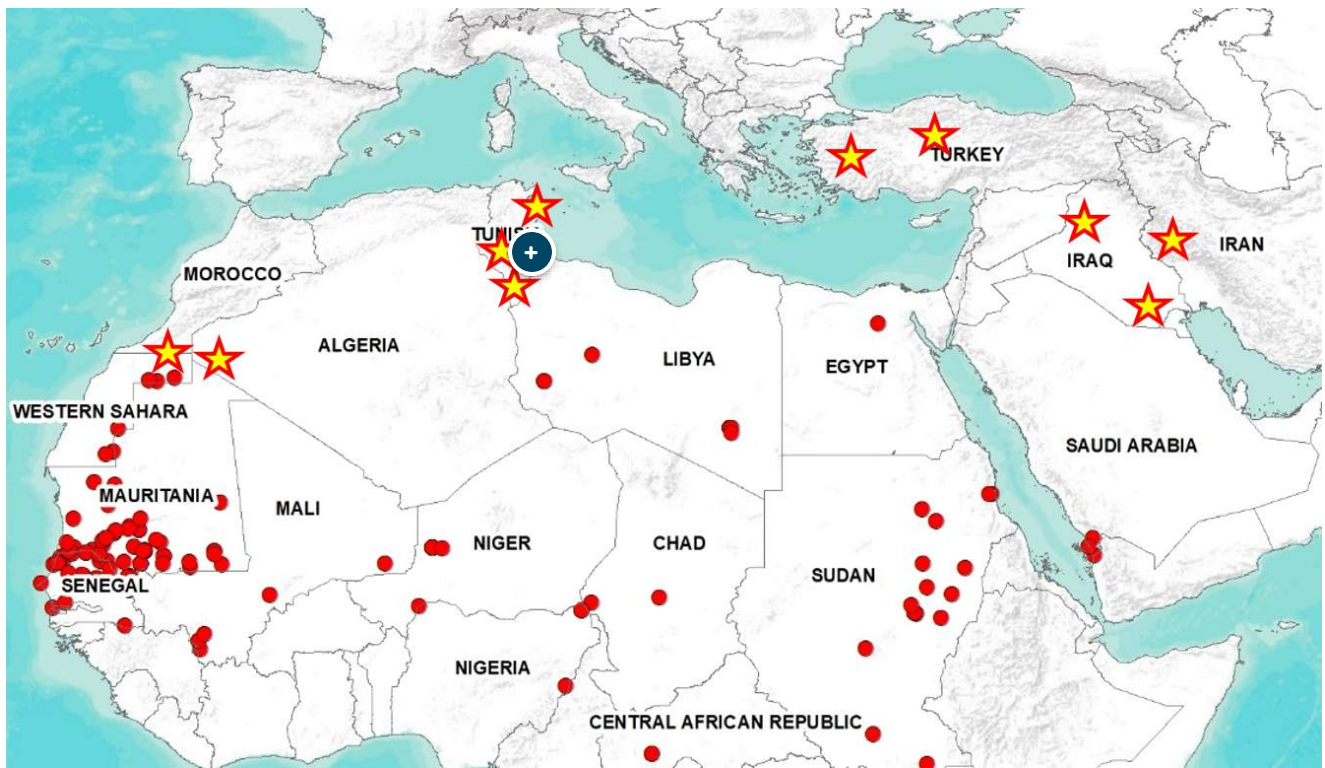 TURKEY
TUNISI
IRAN
MOROCCO
IRAQ
ALGERIA
LIBYA
EGYPT
WESTERN SAHARA
SAUDI ARABIA
MAURITANIA
MALI
NIGER
CHAD
SUDAN
SENEGAL
NIGERIA
CENTRAL AFRICAN REPUBLIC